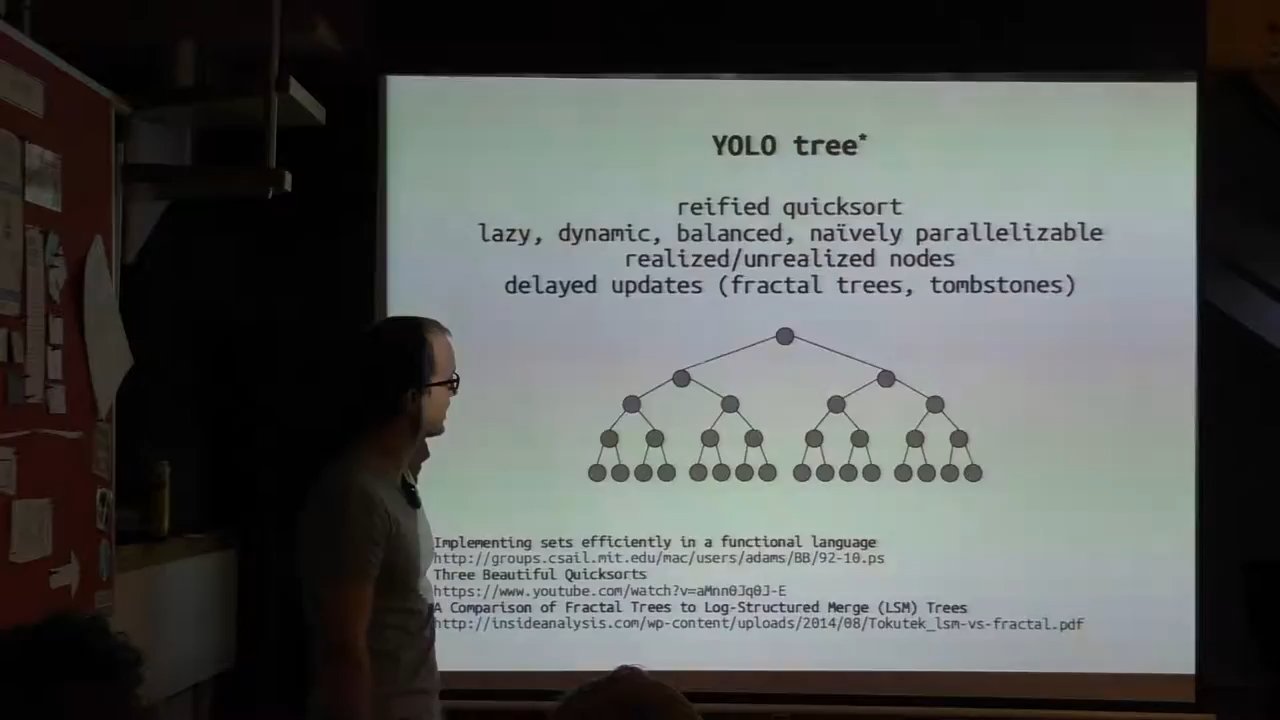 YOLO tree*
reified quicksort
lazy, dynamic, balanced, naïvely parallelizable
realized/unrealized nodes
delayed updates (fractal trees, tombstones)
Implementing sets efficiently in a functional language
http://groups.csail.mit.edu/mac/users/adams/BB/92-10.ps
Three Beautiful Quicksorts
https://www.youtube.com/watch?v=aMnn0Jq0J-E
A Comparison of Fractal Trees to Log-Structured Merge (LSM) Trees
http://insideanalysis.com/wp-content/uploads/2014/08/Tokutek_lsm-vs-fractal.pdf